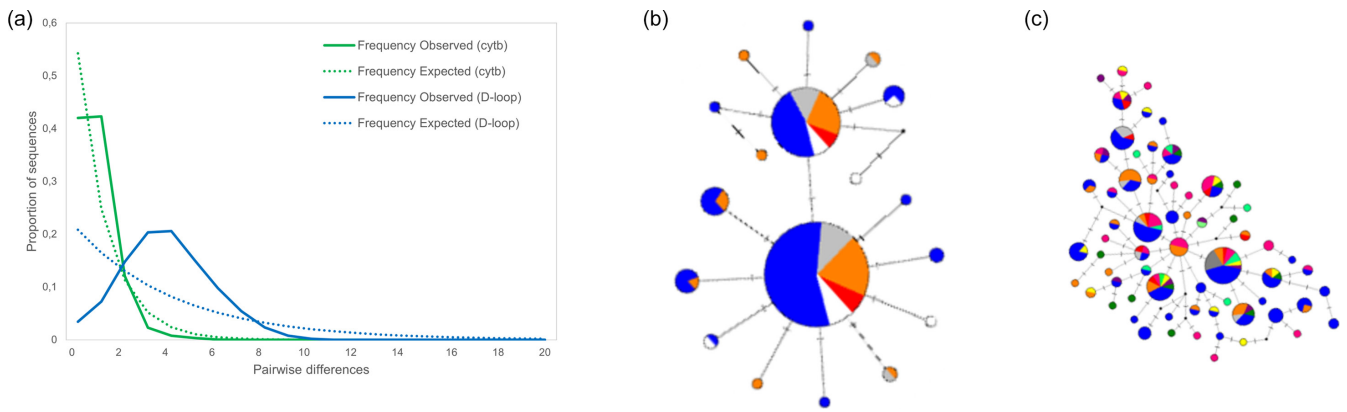 (a)
(b)
(c)
0,6
0,5
0,4
0,3
0,2
0,1
0
Proportion of sequences
Frequency Observed (cytb)
Frequency Expected (cytb)
Frequency Observed (D-loop)
Frequency Expected (D-loop)
0 2 4 6 8 10 12 14 16 18 20
Pairwise differences